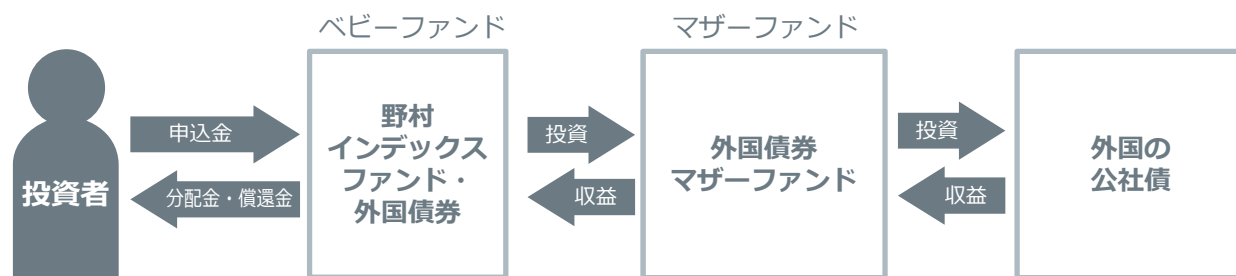 ベビーファンド
マザーファンド
投資者
申込金
分配金・償還金
野村
インデックス
ファンド・
外国債券
投資
収益
外国債券
マザーファンド
投資
収益
外国の
公社債